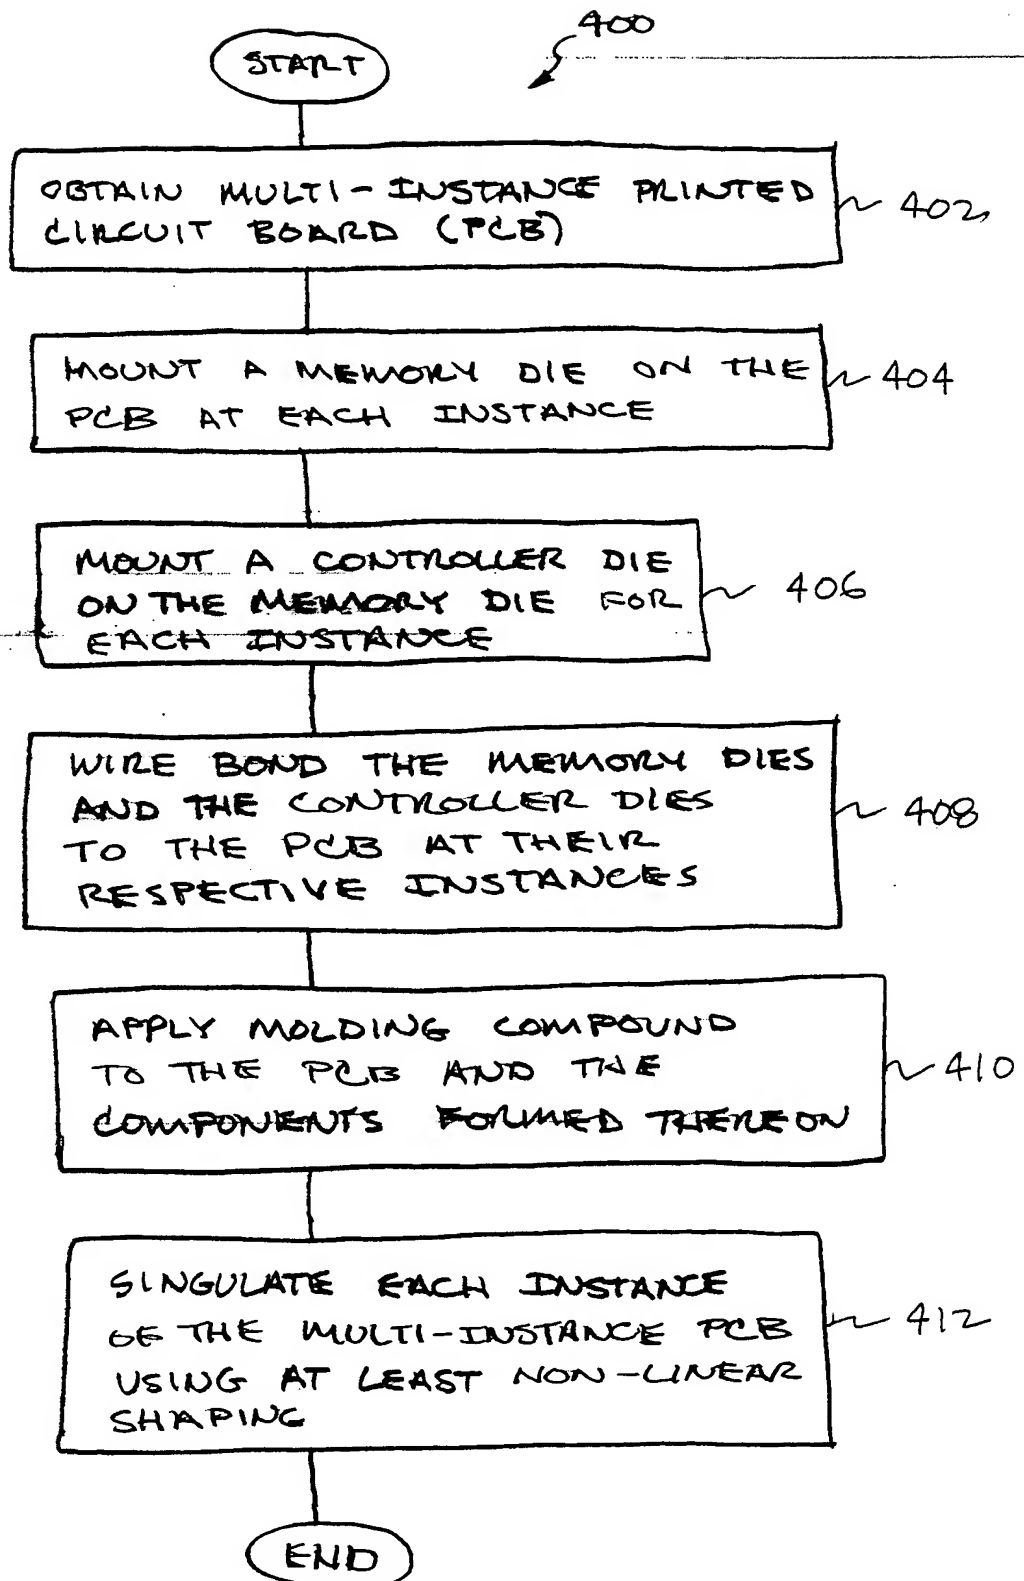 400
START
OBTAIN MULTI-INSTANCE PRINTED
CIRCUIT BOARD (PCB)
402
MOUNT A MEMORY DIE ON THE
PCB AT EACH INSTANCE
404
MOUNT A CONTROLLER DIE
ON THE MEMORY DIE FOR
EACH INSTANCE
406
WIRE BOND THE MEMORY DIES
AND THE CONTROLLER DIES
TO THE PCB AT THEIR
RESPECTIVE INSTANCES
408
APPLY MOLDING COMPOUND
TO THE PCB AND THE
COMPONENTS FORMED THEREON
410
SINGULATE EACH INSTANCE
OF THE MULTI-INSTANCE PCB
USING AT LEAST NON-LINEAR
SHAPING
412
END